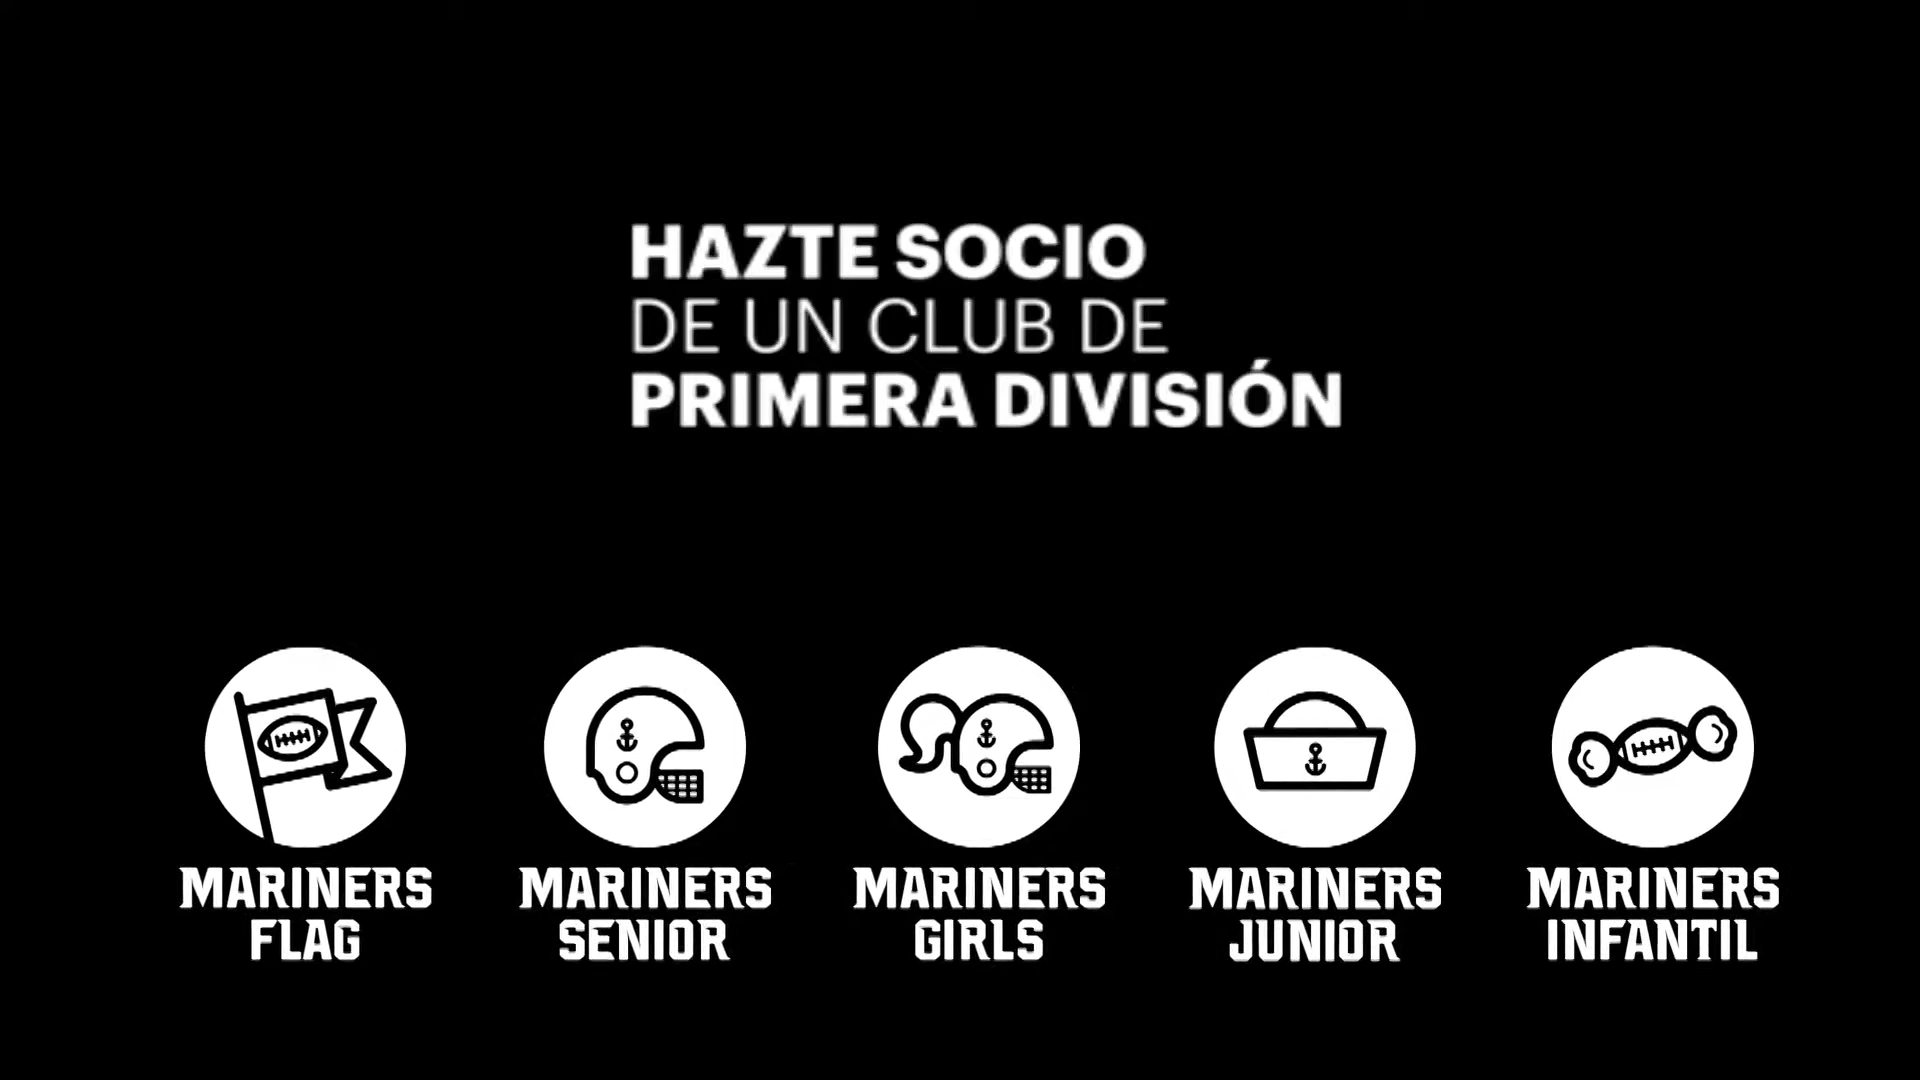 HAZTE SOCIO
DE UN CLUB DE
PRIMERA DIVISIÓN
MARINERS
FLAG
MARINERS
SENIOR
MARINERS
GIRLS
MARINERS
JUNIOR
MARINERS
INFANTIL